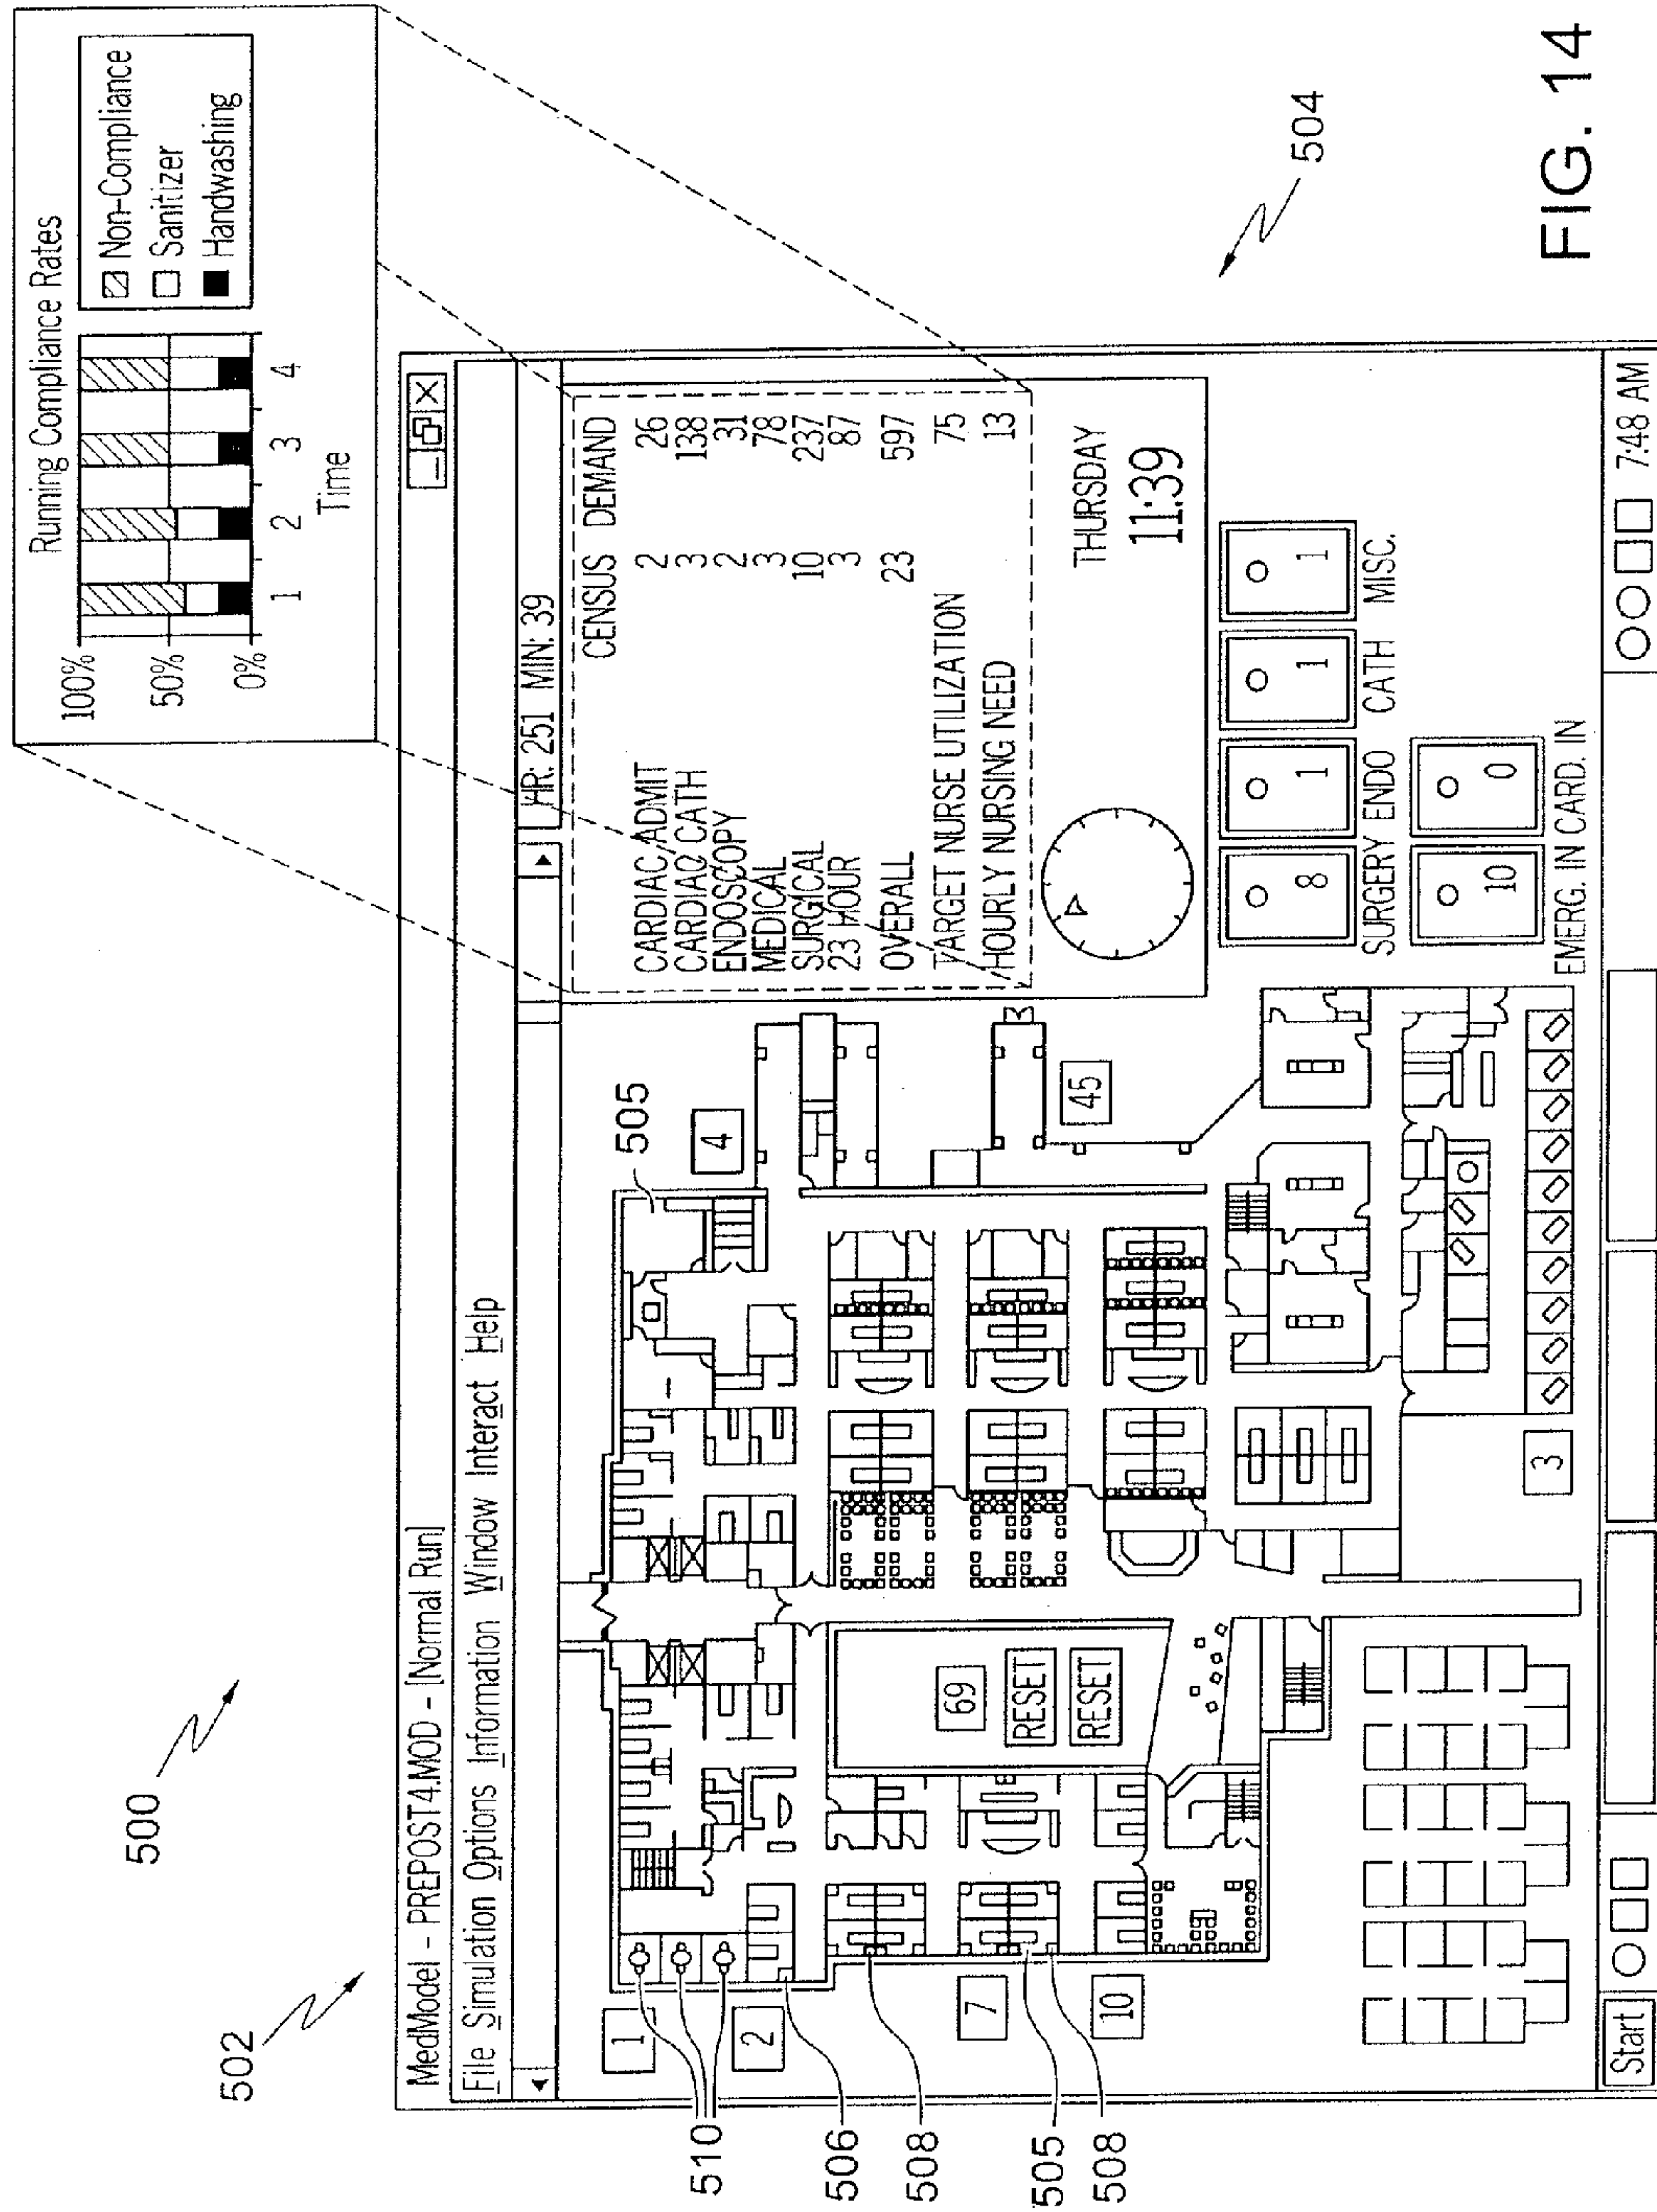 500
502
504
Running Compliance Rates
100%
50%
0%
1 2 3 4
Time
Non-Compliance
Sanitizer
Handwashing
MedModel - PREPOST4.MOD - [Normal Run]
File Simulation Options Information Window Interact Help
HR: 251 MIN: 39
CENSUS DEMAND
CARDIAC ADMIT 2 26
CARDIAC CATH 3 138
ENDOSCOPY 2 31
MEDICAL 3 78
SURGICAL 10 237
23 HOUR 3 87
OVERALL 23 597
TARGET NURSE UTILIZATION 75
HOURLY NURSING NEED 13
THURSDAY
11:39
8 1 1 1
SURGERY ENDO CATH MISC.
10 0
EMERG. IN CARD. IN
505
4
45
1
2
7
10
69
RESET
RESET
3
510
506
508
505
508
Start
7:48 AM
FIG. 14